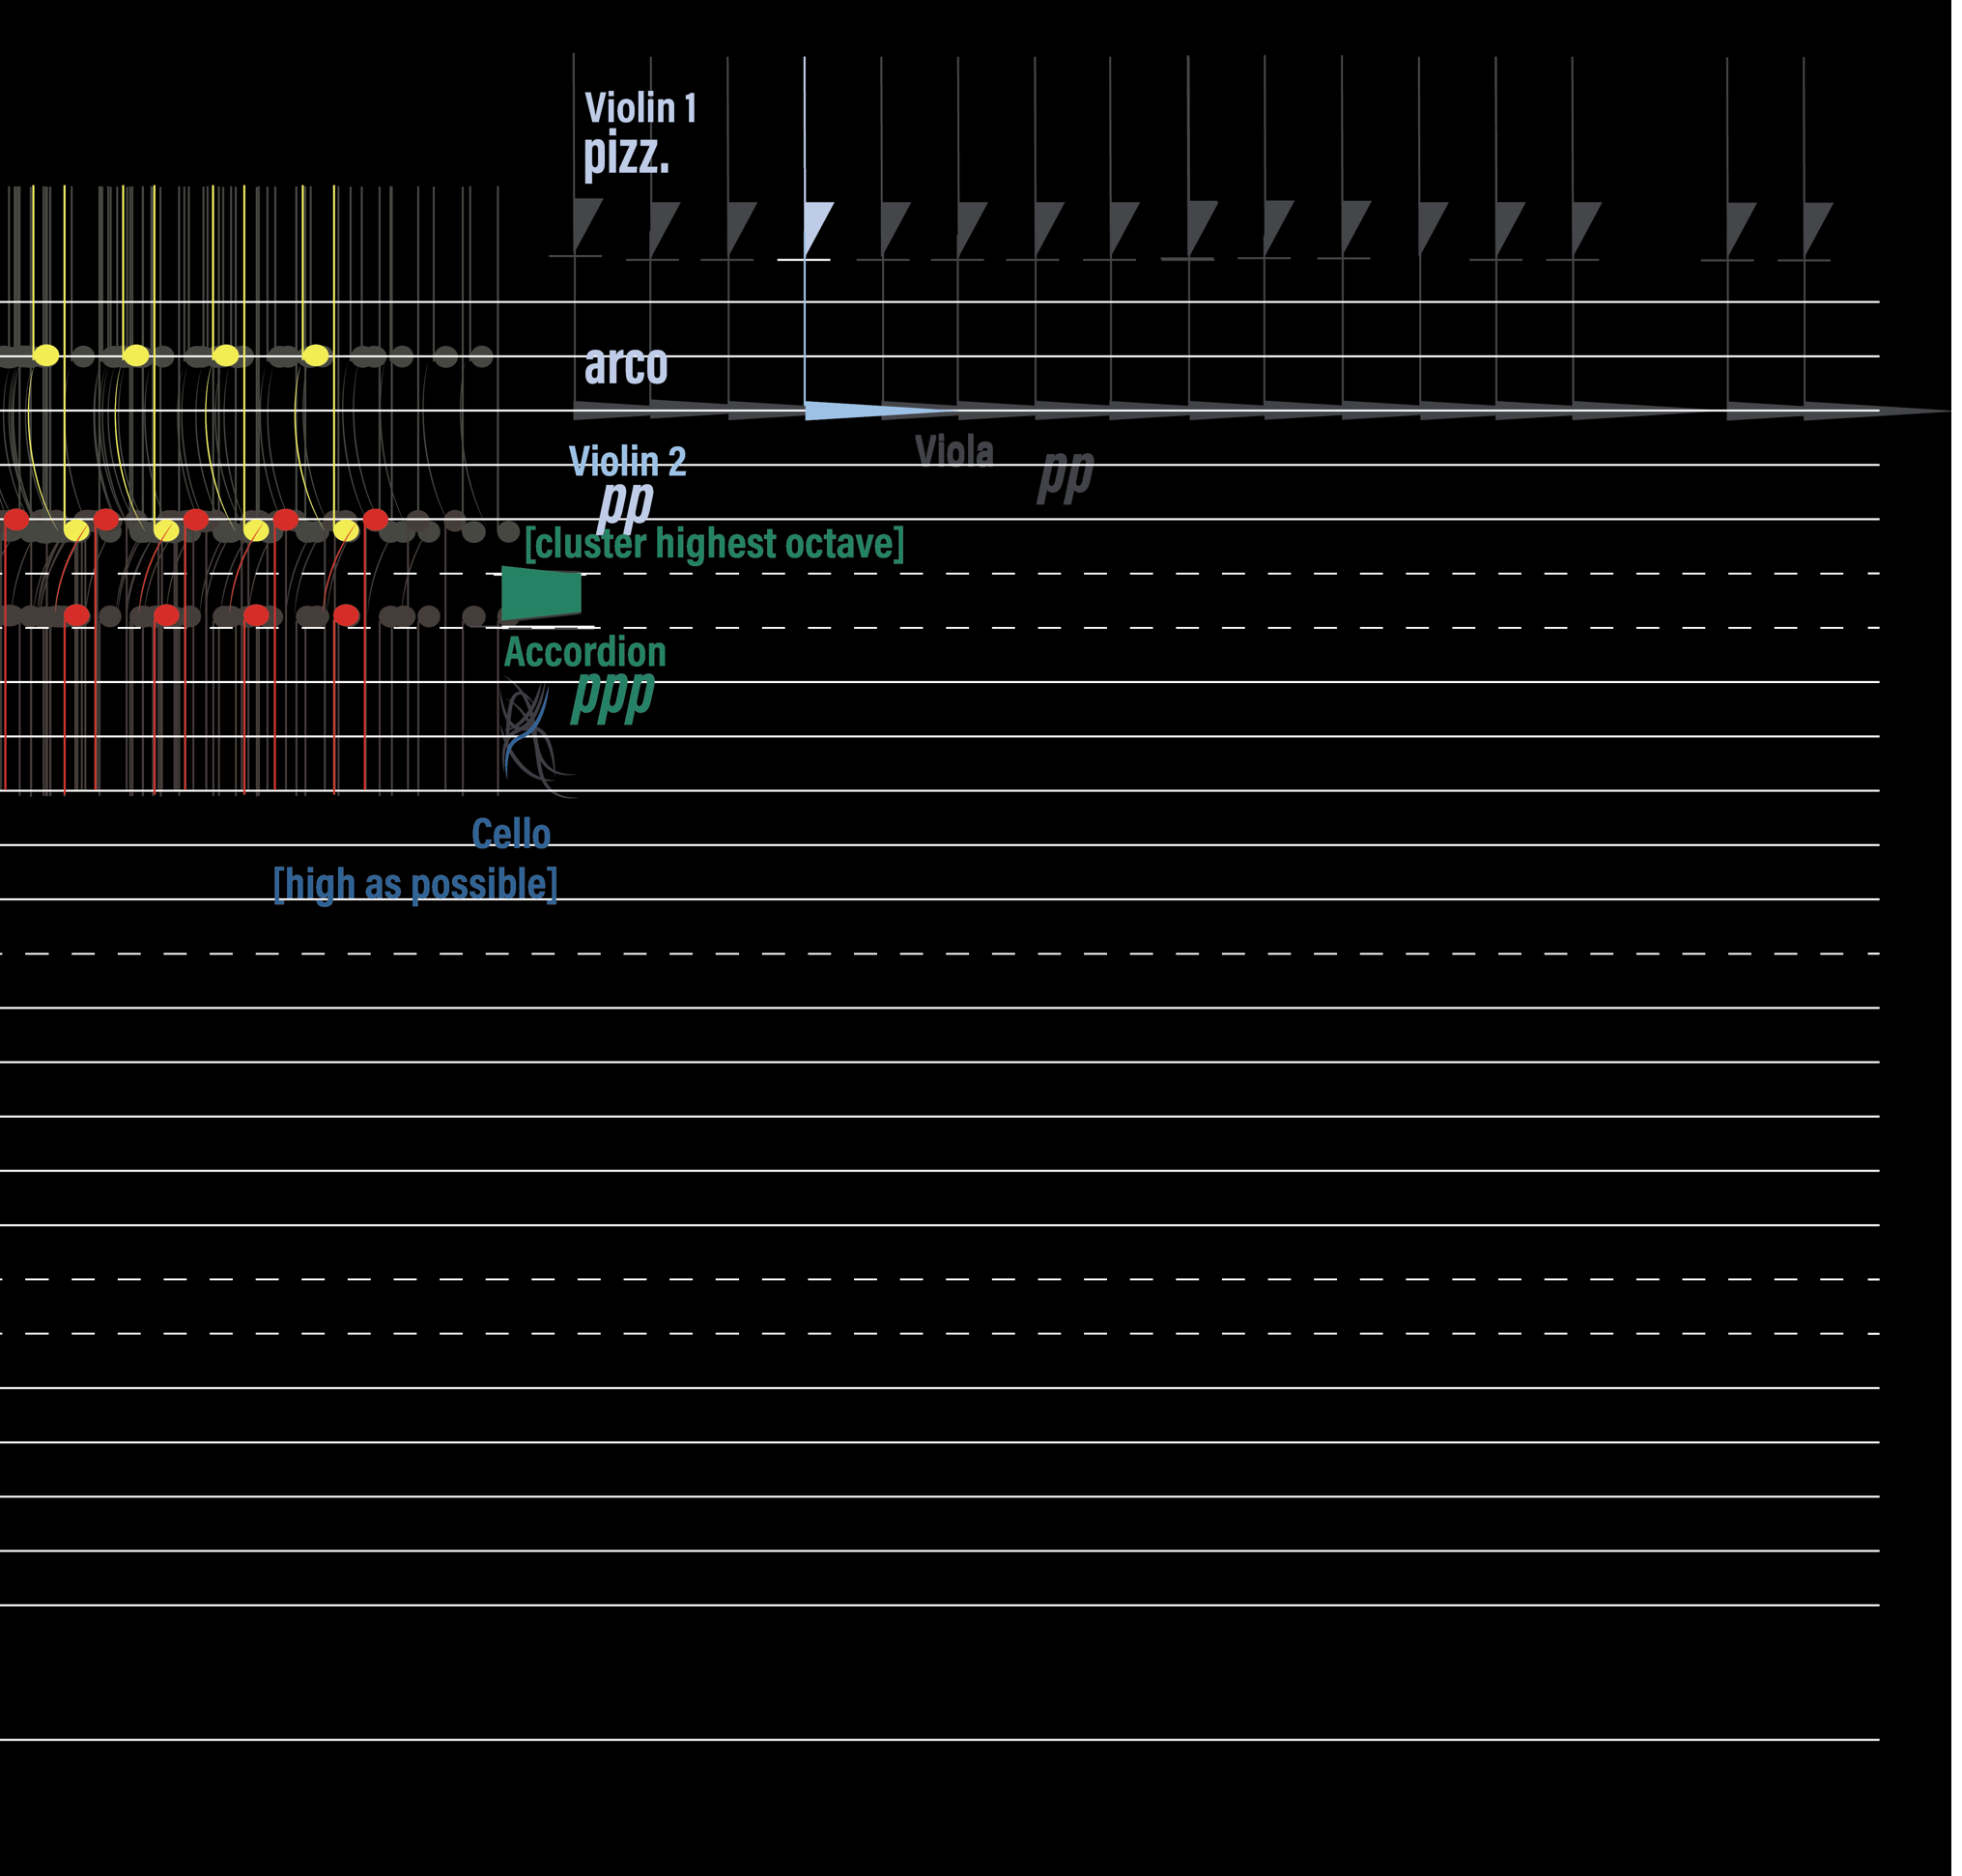 Violin 1
pizz.
arco
Violin 2
Viola
pp
pp
[cluster highest octave]
Accordion
ppp
Cello
[high as possible]